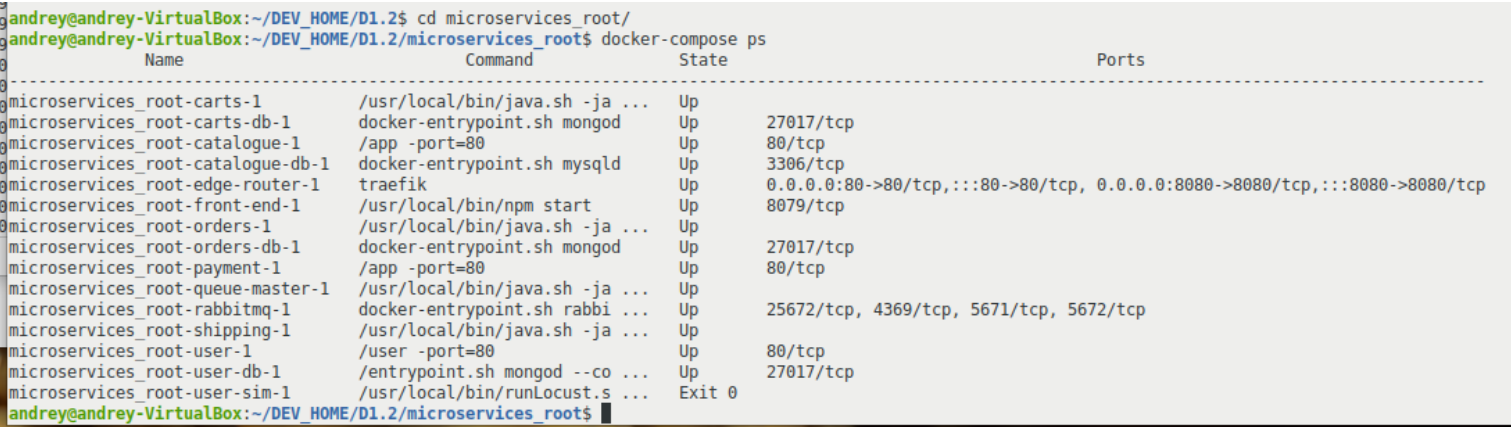 andrey@andrey-VirtualBox:~/DEV_HOME/D1.2$ cd microservices_root/
andrey@andrey-VirtualBox:~/DEV_HOME/D1.2/microservices_root$ docker-compose ps
Name Command State Ports
-----------------------------------------------------------------------------------------------------------------------------------------------------------------
microservices_root-carts-1 /usr/local/bin/java.sh -ja ... Up
microservices_root-carts-db-1 docker-entrypoint.sh mongod Up 27017/tcp
microservices_root-catalogue-1 /app -port=80 Up 80/tcp
microservices_root-catalogue-db-1 docker-entrypoint.sh mysqld Up 3306/tcp
microservices_root-edge-router-1 traefik Up 0.0.0.0:80->80/tcp,:::80->80/tcp, 0.0.0.0:8080->8080/tcp,:::8080->8080/tcp
microservices_root-front-end-1 /usr/local/bin/npm start Up 8079/tcp
microservices_root-orders-1 /usr/local/bin/java.sh -ja ... Up
microservices_root-orders-db-1 docker-entrypoint.sh mongod Up 27017/tcp
microservices_root-payment-1 /app -port=80 Up 80/tcp
microservices_root-queue-master-1 /usr/local/bin/java.sh -ja ... Up
microservices_root-rabbitmq-1 docker-entrypoint.sh rabbi ... Up 25672/tcp, 4369/tcp, 5671/tcp, 5672/tcp
microservices_root-shipping-1 /usr/local/bin/java.sh -ja ... Up
microservices_root-user-1 /user -port=80 Up 80/tcp
microservices_root-user-db-1 /entrypoint.sh mongod --co ... Up 27017/tcp
microservices_root-user-sim-1 /usr/local/bin/runLocust.s ... Exit 0
andrey@andrey-VirtualBox:~/DEV_HOME/D1.2/microservices_root$